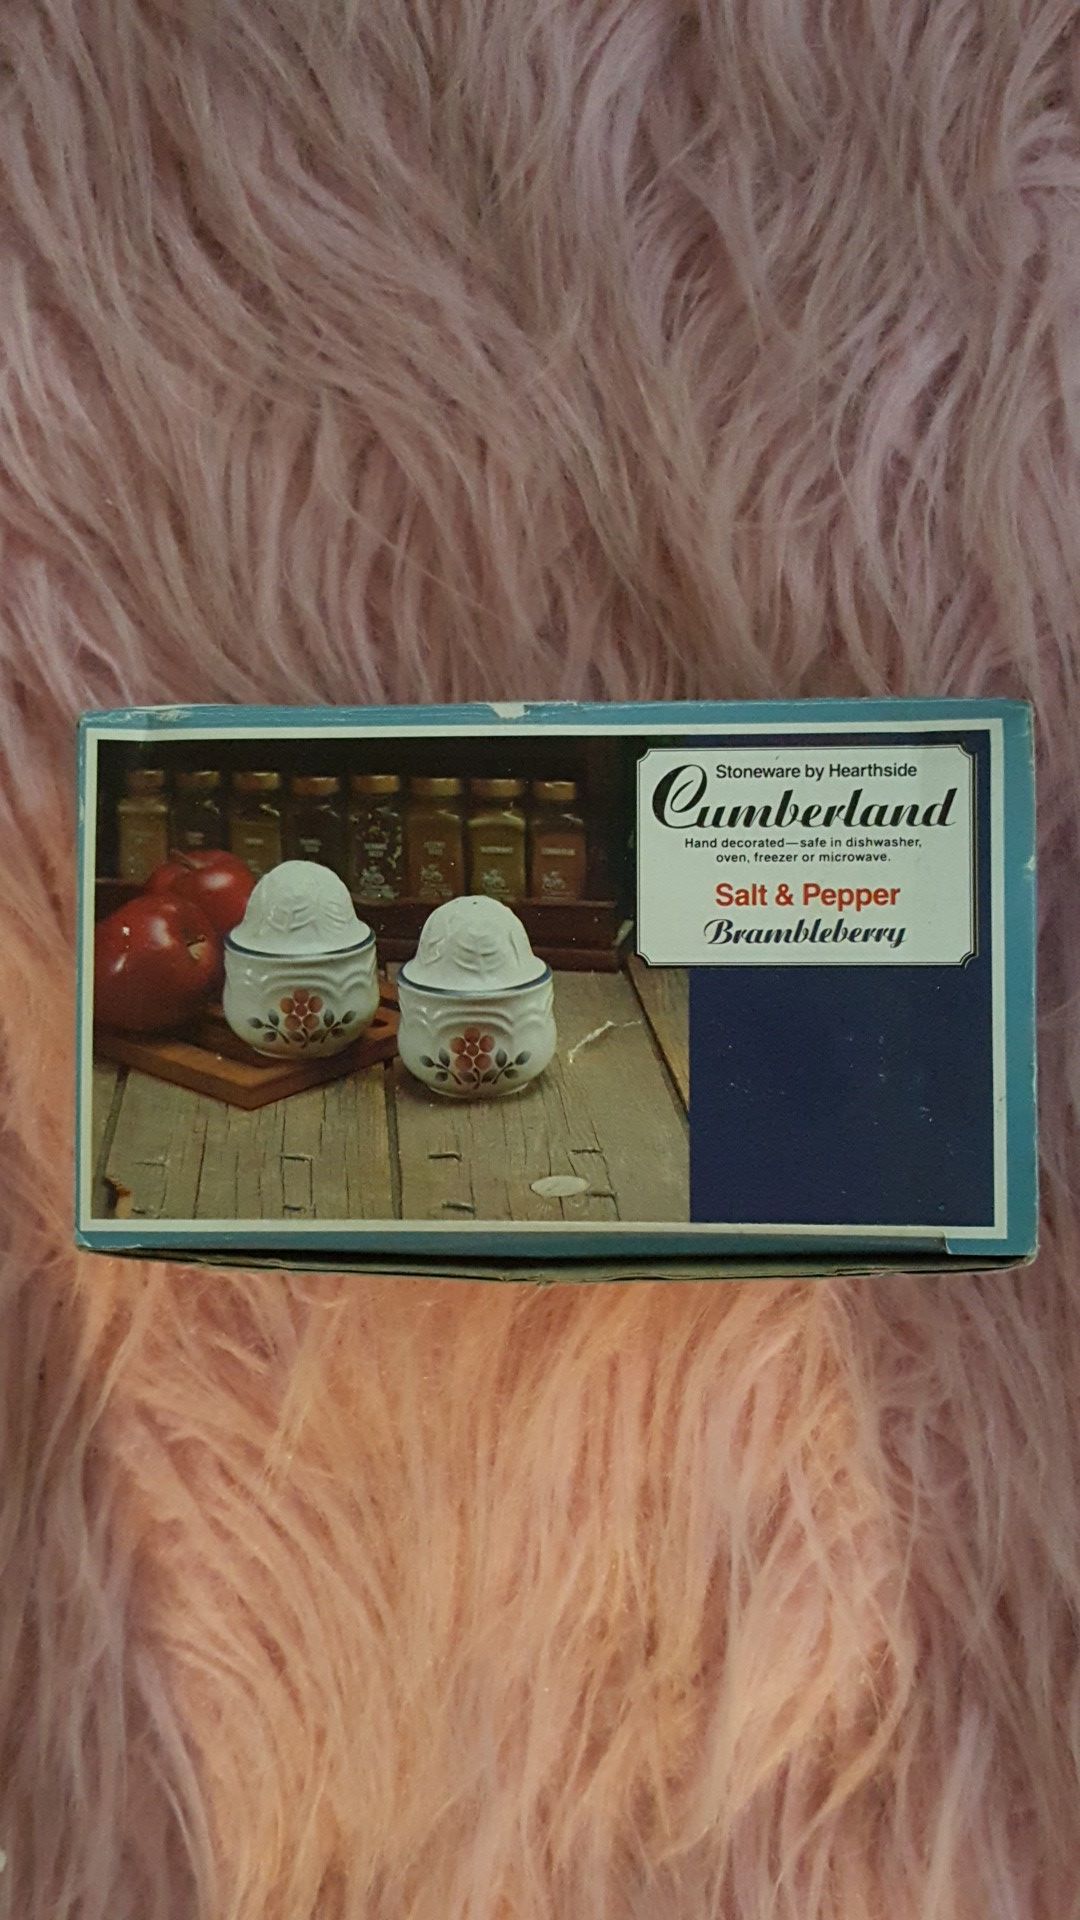 Stoneware by Hearthside
Cumberland
Hand decorated—safe in dishwasher,
oven, freezer or microwave.
Salt & Pepper
Brambleberry